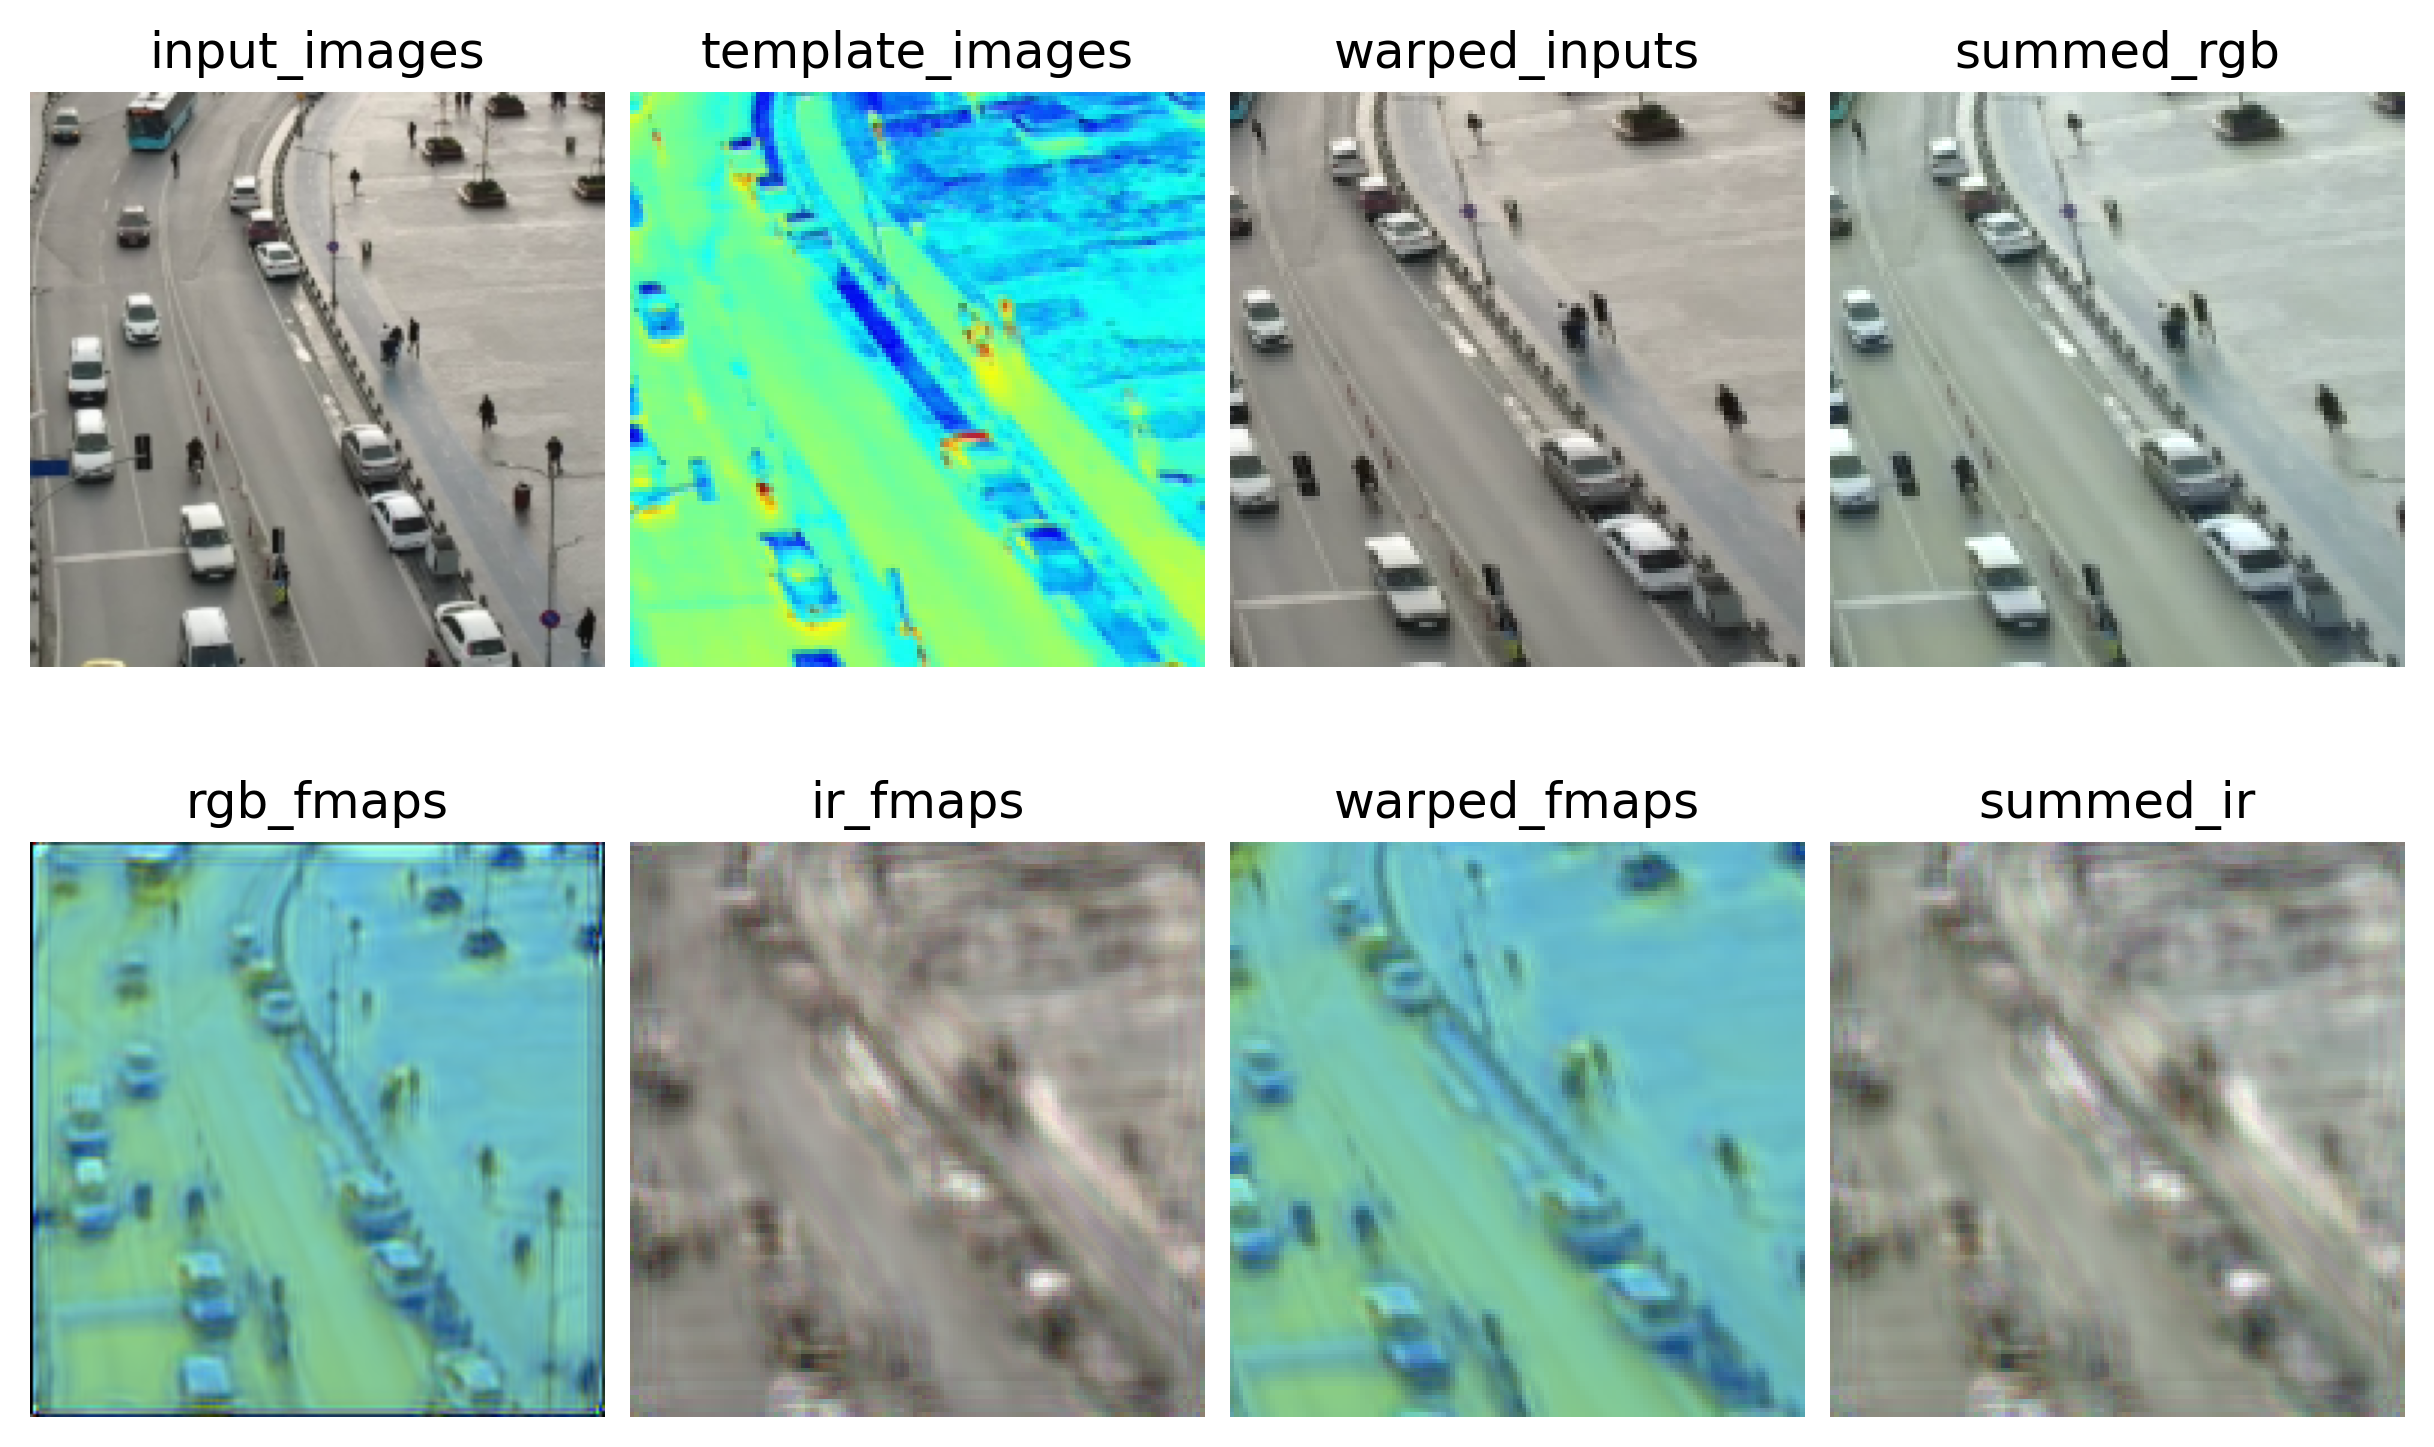 input_images
template_images
warped_inputs
summed_rgb
rgb_fmaps
ir_fmaps
warped_fmaps
summed_ir